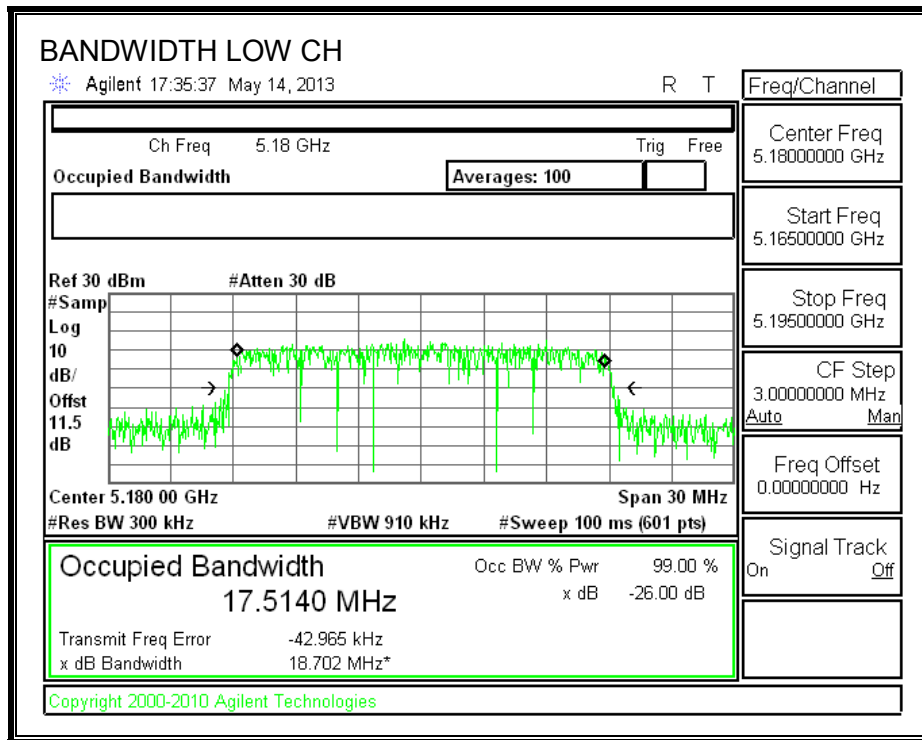 BANDWIDTH LOW CH
Agilent 17:35:37 May 14, 2013 R T
Freq/Channel
Ch Freq 5.18 GHz Trig Free
Occupied Bandwidth Averages: 100
Center Freq
5.18000000 GHz
Start Freq
5.16500000 GHz
Stop Freq
5.19500000 GHz
CF Step
3.00000000 MHz
Auto Man
Freq Offset
0.00000000 Hz
Signal Track
On Off
Ref 30 dBm #Atten 30 dB
#Samp
Log
10
dB/
Offst
11.5
dB
Center 5.180 00 GHz Span 30 MHz
#Res BW 300 kHz #VBW 910 kHz #Sweep 100 ms (601 pts)
Occupied Bandwidth Occ BW % Pwr 99.00 %
17.5140 MHz x dB -26.00 dB
Transmit Freq Error -42.965 kHz
x dB Bandwidth 18.702 MHz*
Copyright 2000-2010 Agilent Technologies